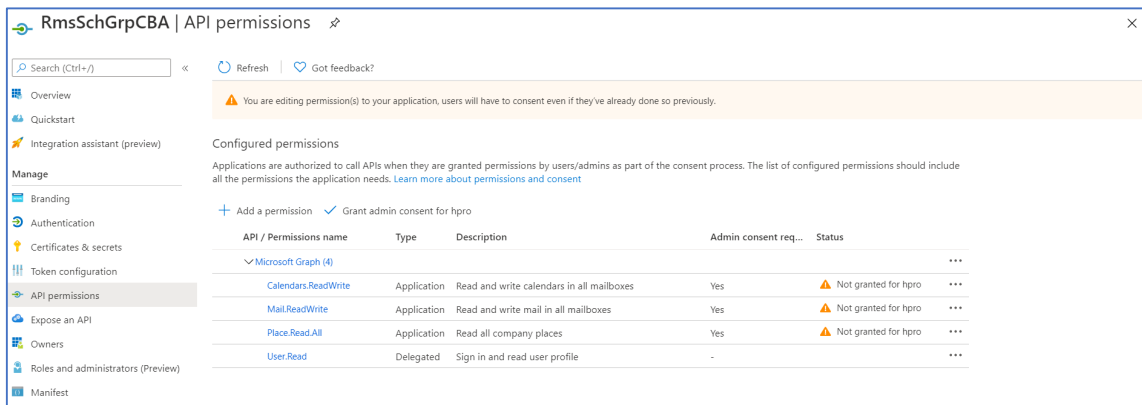 RmsSchGrpCBA | API permissions
Search (Ctrl+/)
«
Refresh
Got feedback?
Overview
Quickstart
Integration assistant (preview)
Manage
Branding
Authentication
Certificates & secrets
Token configuration
API permissions
Expose an API
Owners
Roles and administrators (Preview)
Manifest
You are editing permission(s) to your application, users will have to consent even if they've already done so previously.
Configured permissions
Applications are authorized to call APIs when they are granted permissions by users/admins as part of the consent process. The list of configured permissions should include
all the permissions the application needs. Learn more about permissions and consent
Add a permission Grant admin consent for hpro
API / Permissions name Type Description Admin consent req... Status
Microsoft Graph (4) ...
Calendars.ReadWrite Application Read and write calendars in all mailboxes Yes Not granted for hpro ...
Mail.ReadWrite Application Read and write mail in all mailboxes Yes Not granted for hpro ...
Place.Read.All Application Read all company places Yes Not granted for hpro ...
User.Read Delegated Sign in and read user profile - ...